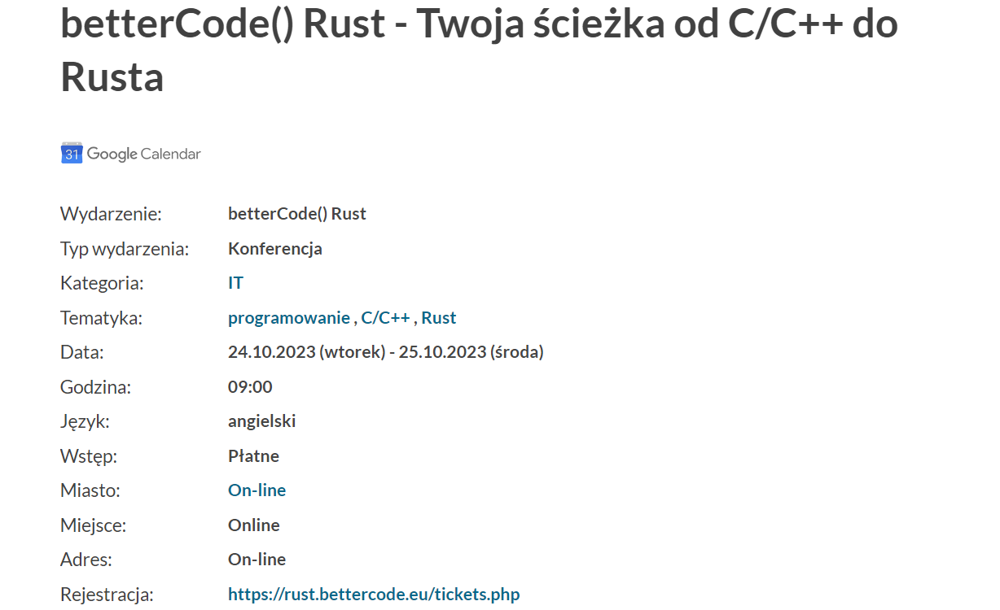 betterCode() Rust - Twoja ścieżka od C/C++ do
Rusta
31 Google Calendar
Wydarzenie: betterCode() Rust
Typ wydarzenia: Konferencja
Kategoria: IT
Tematyka: programowanie , C/C++ , Rust
Data: 24.10.2023 (wtorek) - 25.10.2023 (środa)
Godzina: 09:00
Język: angielski
Wstęp: Płatne
Miasto: On-line
Miejsce: Online
Adres: On-line
Rejestracja: https://rust.bettercode.eu/tickets.php